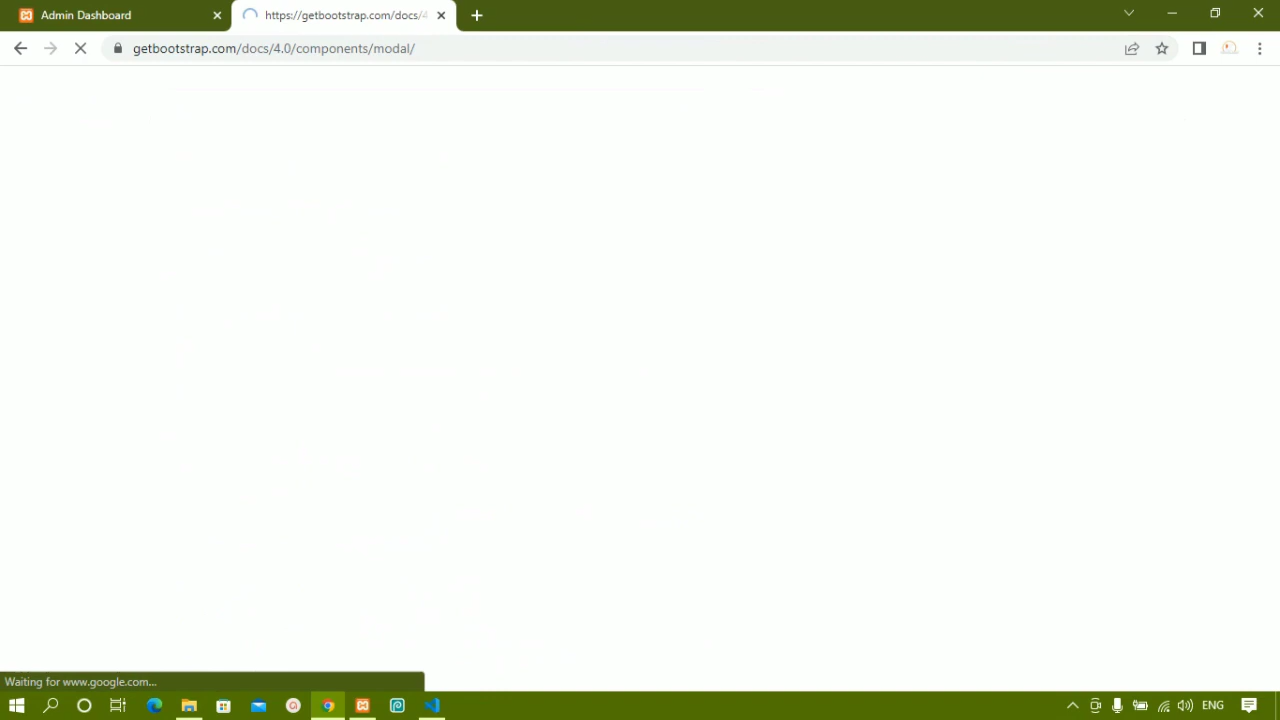 Admin Dashboard
https://getbootstrap.com/docs/4
getbootstrap.com/docs/4.0/components/modal/
Waiting for www.google.com...
ENG